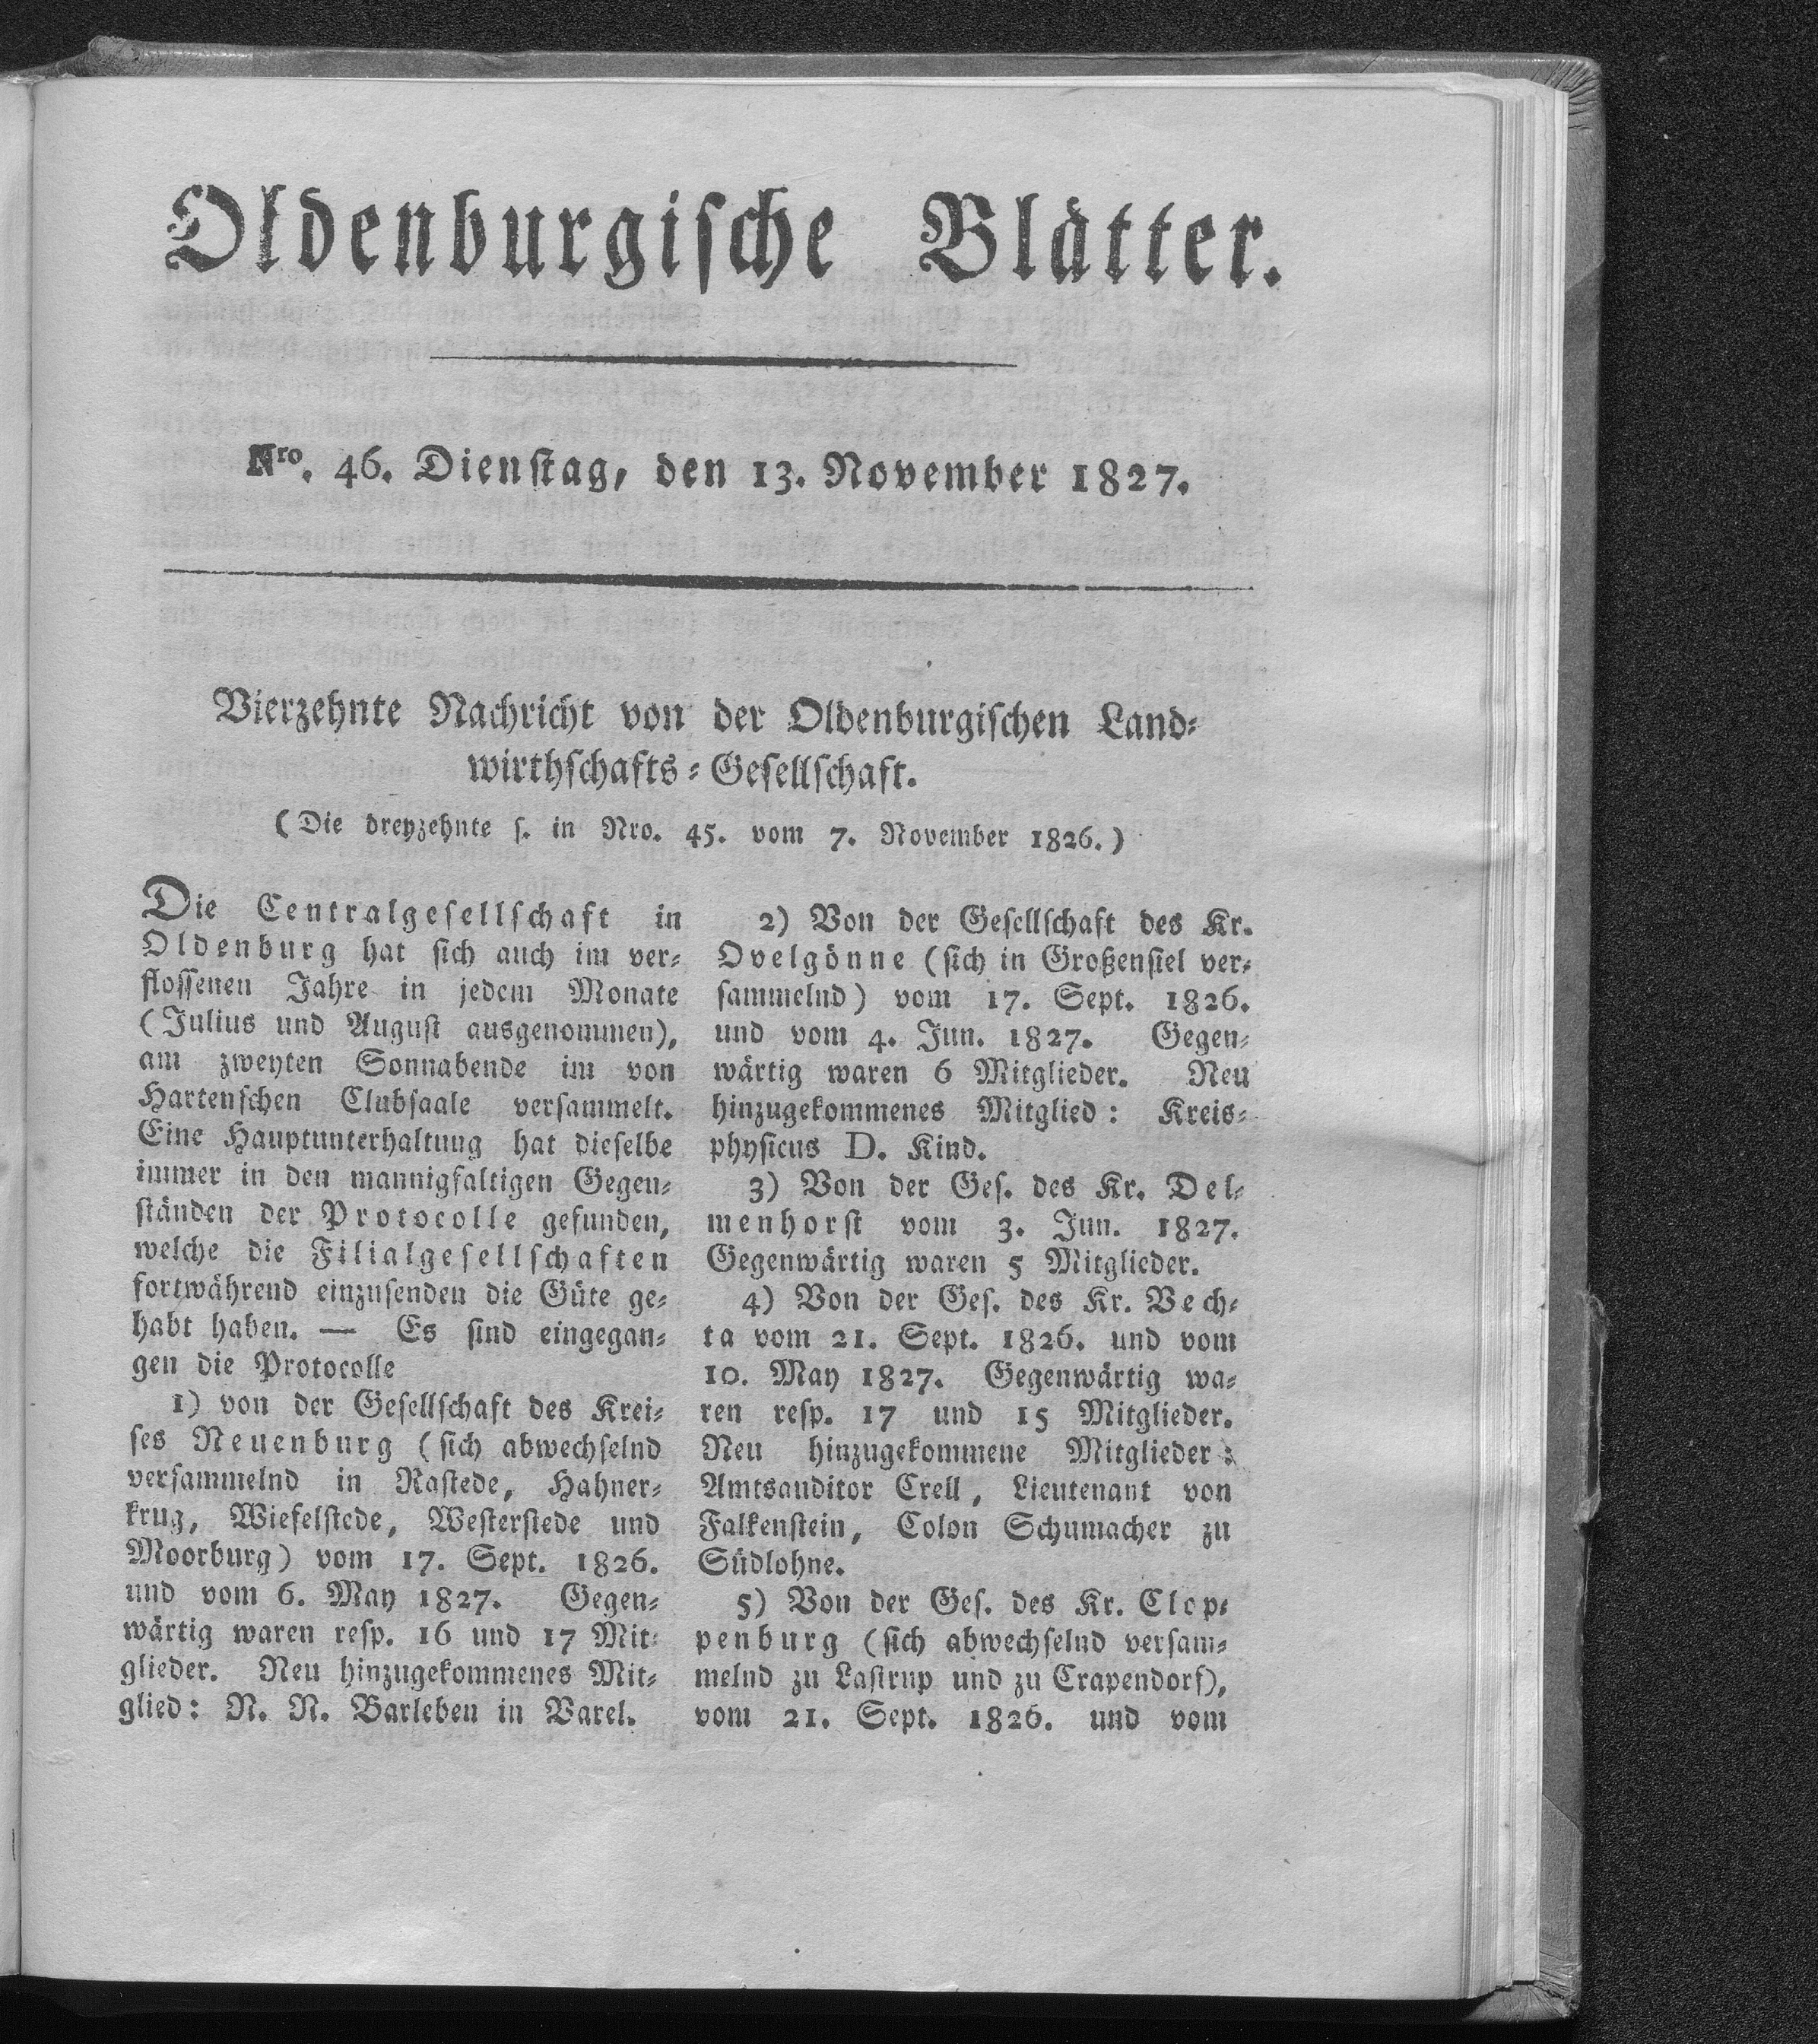 Oldenburgische Blätter.
Nro. 46. Dienstag, den 13. November 1827.
Vierzehnte Nachricht von der Oldenburgischen Land-
wirthschafts-Gesellschaft.
(Die dreyzehnte s. in Nro. 45. vom 7. November 1826.)
Die Centralgesellschaft in
Oldenburg hat sich auch im ver-
flossenen Jahre in jedem Monate
(Julius und August ausgenommen),
am zweyten Sonnabende im von
Hartenschen Clubsaale versammelt.
Eine Hauptunterhaltung hat dieselbe
immer in den mannigfaltigen Gegen-
ständen der Protocolle gefunden,
welche die Filialgesellschaften
fortwährend einzusenden die Güte ge-
habt haben. — Es sind eingegan-
gen die Protocolle
1) von der Gesellschaft des Krei-
ses Neuenburg (sich abwechselnd
versammelnd in Rastede, Hahner-
krug, Wiefelstede, Westerstede und
Moorburg) vom 17. Sept. 1826.
und vom 6. May 1827. Gegen-
wärtig waren resp. 16 und 17 Mit-
glieder. Neu hinzugekommenes Mit-
glied: N. N. Barleben in Varel.
2) Von der Gesellschaft des Kr.
Ovelgönne (sich in Großensiel ver-
sammelnd) vom 17. Sept. 1826.
und vom 4. Jun. 1827. Gegen-
wärtig waren 6 Mitglieder. Neu
hinzugekommenes Mitglied: Kreis-
physicus D. Kind.
3) Von der Ges. des Kr. Del-
menhorst vom 3. Jun. 1827.
Gegenwärtig waren 5 Mitglieder.
4) Von der Ges. des Kr. Vech-
ta vom 21. Sept. 1826. und vom
10. May 1827. Gegenwärtig wa-
ren resp. 17 und 15 Mitglieder.
Neu hinzugekommene Mitglieder:
Amtsauditor Crell, Lieutenant von
Falkenstein, Colon Schumacher zu
Südlohne.
5) Von der Ges. des Kr. Clop-
penburg (sich abwechselnd versam-
melnd zu Lastrup und zu Crapendorf),
vom 21. Sept. 1826. und vom